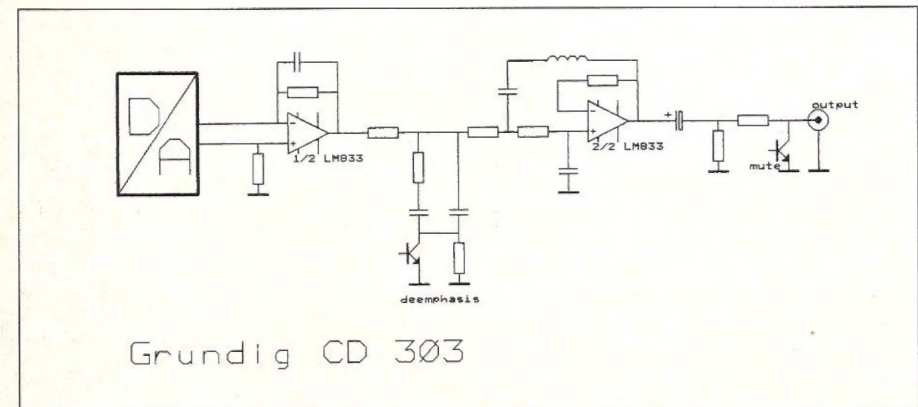 D
A
1/2 LM833
2/2 LM833
+
output
mute
deemphasis
Grundig CD 303